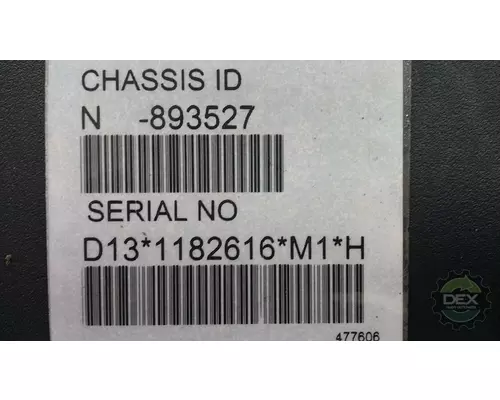 CHASSIS ID
N -893527
SERIAL NO
D13*1182616*M1*H
477606
DEX